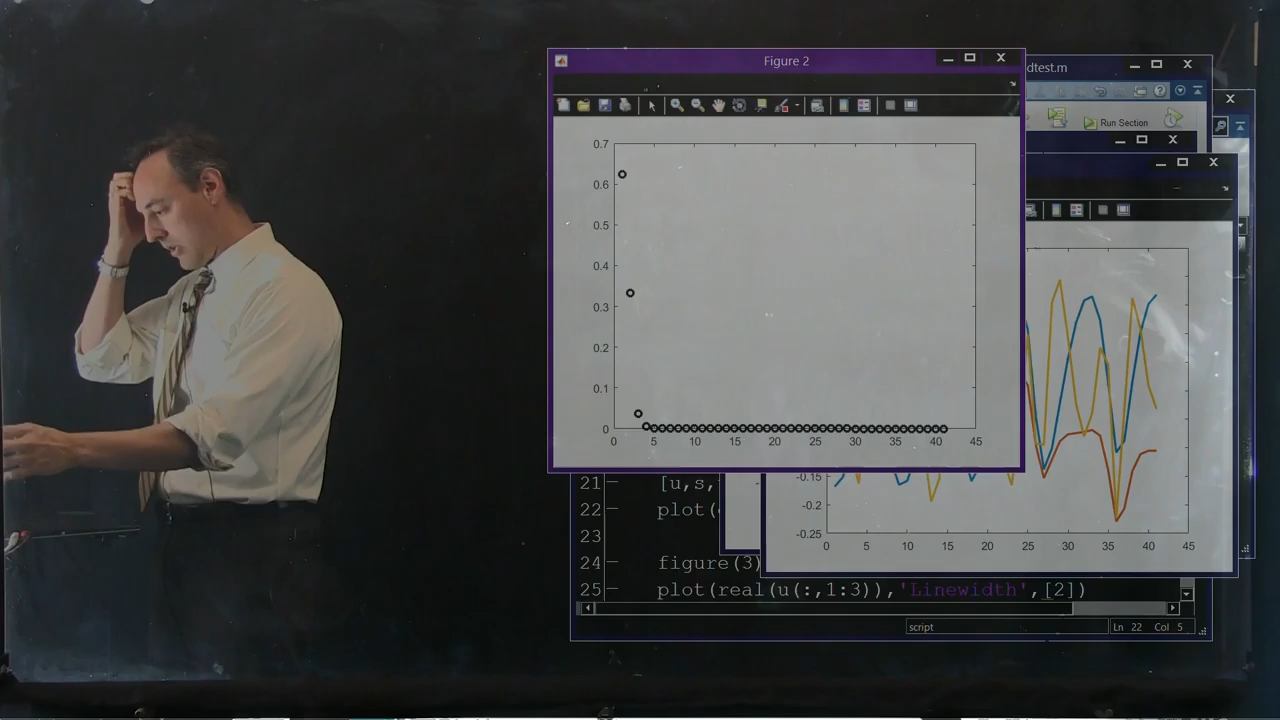 Figure 2
dtest.m
Run Section
0.7
0.6
0.5
0.4
0.3
0.2
0.1
0
0 5 10 15 20 25 30 35 40 45
-0.15
-0.2
-0.25
0 5 10 15 20 25 30 35 40 45
21 [u,s,
22 plot(
23
24 figure(3)
25 plot(real(u(:,1:3)),'Linewidth',[2])
script
Ln 22 Col 5